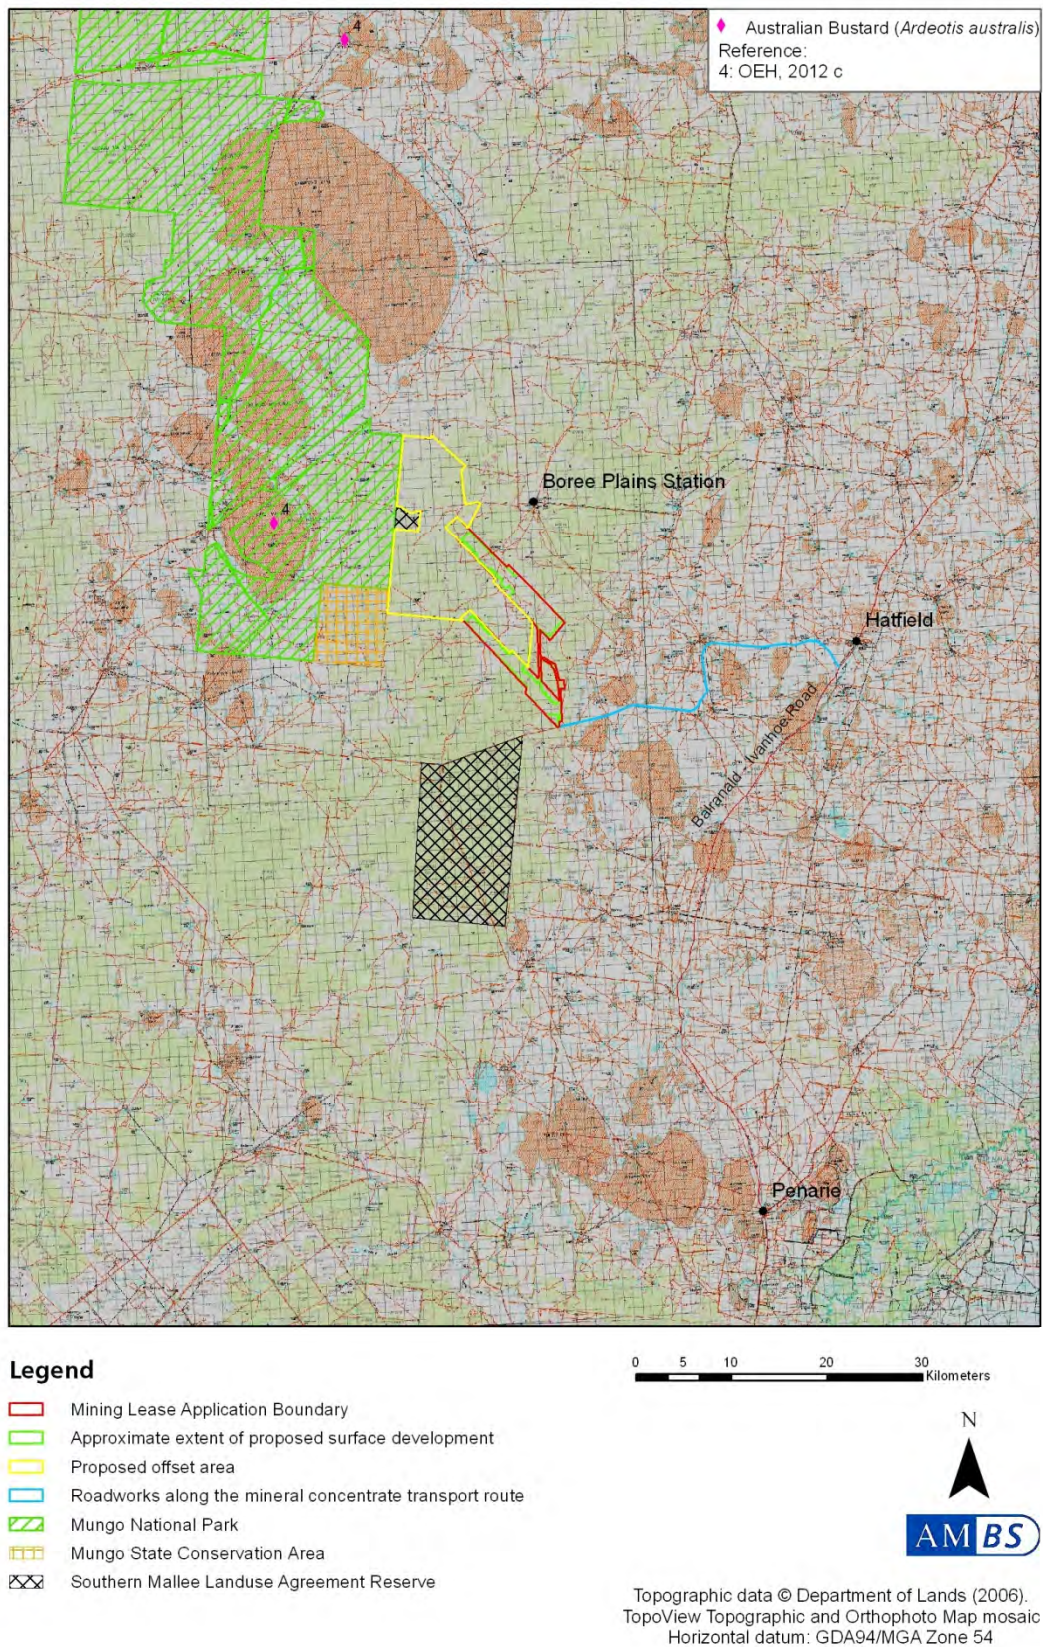 4
Australian Bustard (Ardeotis australis)
Reference:
4: OEH, 2012 c
Boree Plains Station
4
Hatfield
Balranald - Ivanhoe Road
Penarie
Legend
Mining Lease Application Boundary
Approximate extent of proposed surface development
Proposed offset area
Roadworks along the mineral concentrate transport route
Mungo National Park
Mungo State Conservation Area
Southern Mallee Landuse Agreement Reserve
0 5 10 20 30
Kilometers
N
AMBS
Topographic data © Department of Lands (2006).
TopoView Topographic and Orthophoto Map mosaic
Horizontal datum: GDA94/MGA Zone 54